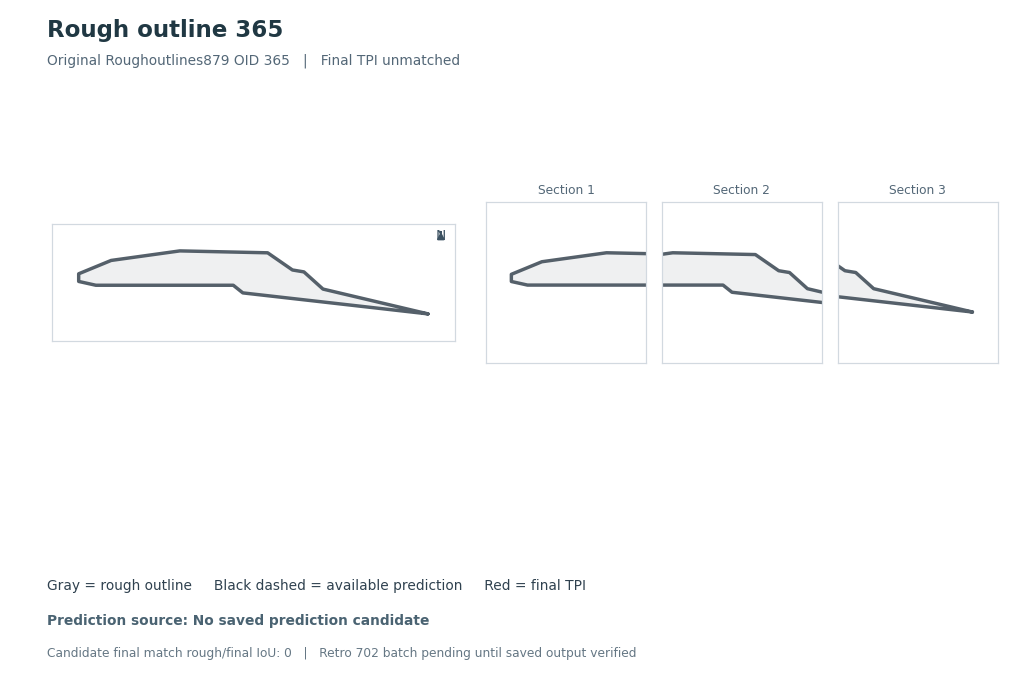 Rough outline 365
Original Roughoutlines879 OID 365   |   Final TPI unmatched
Section 1
Section 2
Section 3
Gray = rough outline     Black dashed = available prediction     Red = final TPI
Prediction source: No saved prediction candidate
Candidate final match rough/final IoU: 0   |   Retro 702 batch pending until saved output verified